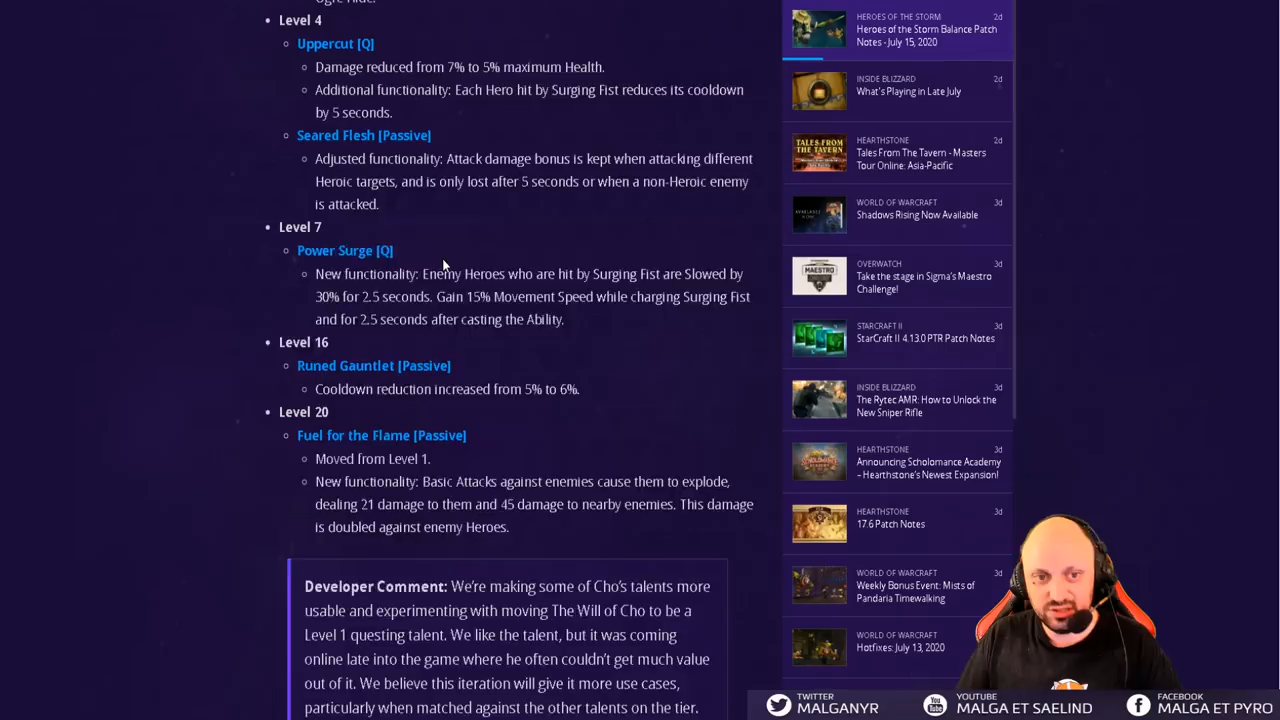 Level 4
Uppercut [Q]
Damage reduced from 7% to 5% maximum Health.
Additional functionality: Each Hero hit by Surging Fist reduces its cooldown
by 5 seconds.
Seared Flesh [Passive]
Adjusted functionality: Attack damage bonus is kept when attacking different
Heroic targets, and is only lost after 5 seconds or when a non-Heroic enemy
is attacked.
Level 7
Power Surge [Q]
New functionality: Enemy Heroes who are hit by Surging Fist are Slowed by
30% for 2.5 seconds. Gain 15% Movement Speed while charging Surging Fist
and for 2.5 seconds after casting the Ability.
Level 16
Runed Gauntlet [Passive]
Cooldown reduction increased from 5% to 6%.
Level 20
Fuel for the Flame [Passive]
Moved from Level 1.
New functionality: Basic Attacks against enemies cause them to explode,
dealing 21 damage to them and 45 damage to nearby enemies. This damage
is doubled against enemy Heroes.
Developer Comment: We're making some of Cho's talents more
usable and experimenting with moving The Will of Cho to be a
Level 1 questing talent. We like the talent, but it was coming
online late into the game where he often couldn't get much value
out of it. We believe this iteration will give it more use cases,
particularly when matched against the other talents on the tier.
HEROES OF THE STORM 2d
Heroes of the Storm Balance Patch
Notes - July 15, 2020
INSIDE BLIZZARD 2d
What's Playing in Late July
HEARTHSTONE 2d
Tales From The Tavern - Masters
Tour Online: Asia-Pacific
TALES FROM
THE TAVERN
WORLD OF WARCRAFT 3d
Shadows Rising Now Available
OVERWATCH 3d
Take the stage in Sigma's Maestro
Challenge!
MAESTRO
STARCRAFT II 3d
StarCraft II 4.13.0 PTR Patch Notes
INSIDE BLIZZARD 3d
The Rytec AMR: How to Unlock the
New Sniper Rifle
HEARTHSTONE 3d
Announcing Scholomance Academy
– Hearthstone's Newest Expansion!
HEARTHSTONE 3d
17.6 Patch Notes
WORLD OF WARCRAFT 3d
Weekly Bonus Event: Mists of
Pandaria Timewalking
WORLD OF WARCRAFT
Hotfixes: July 13, 2020
TWITTER
MALGANYR
YOUTUBE
MALGA ET SAELIND
FACEBOOK
MALGA ET PYRO